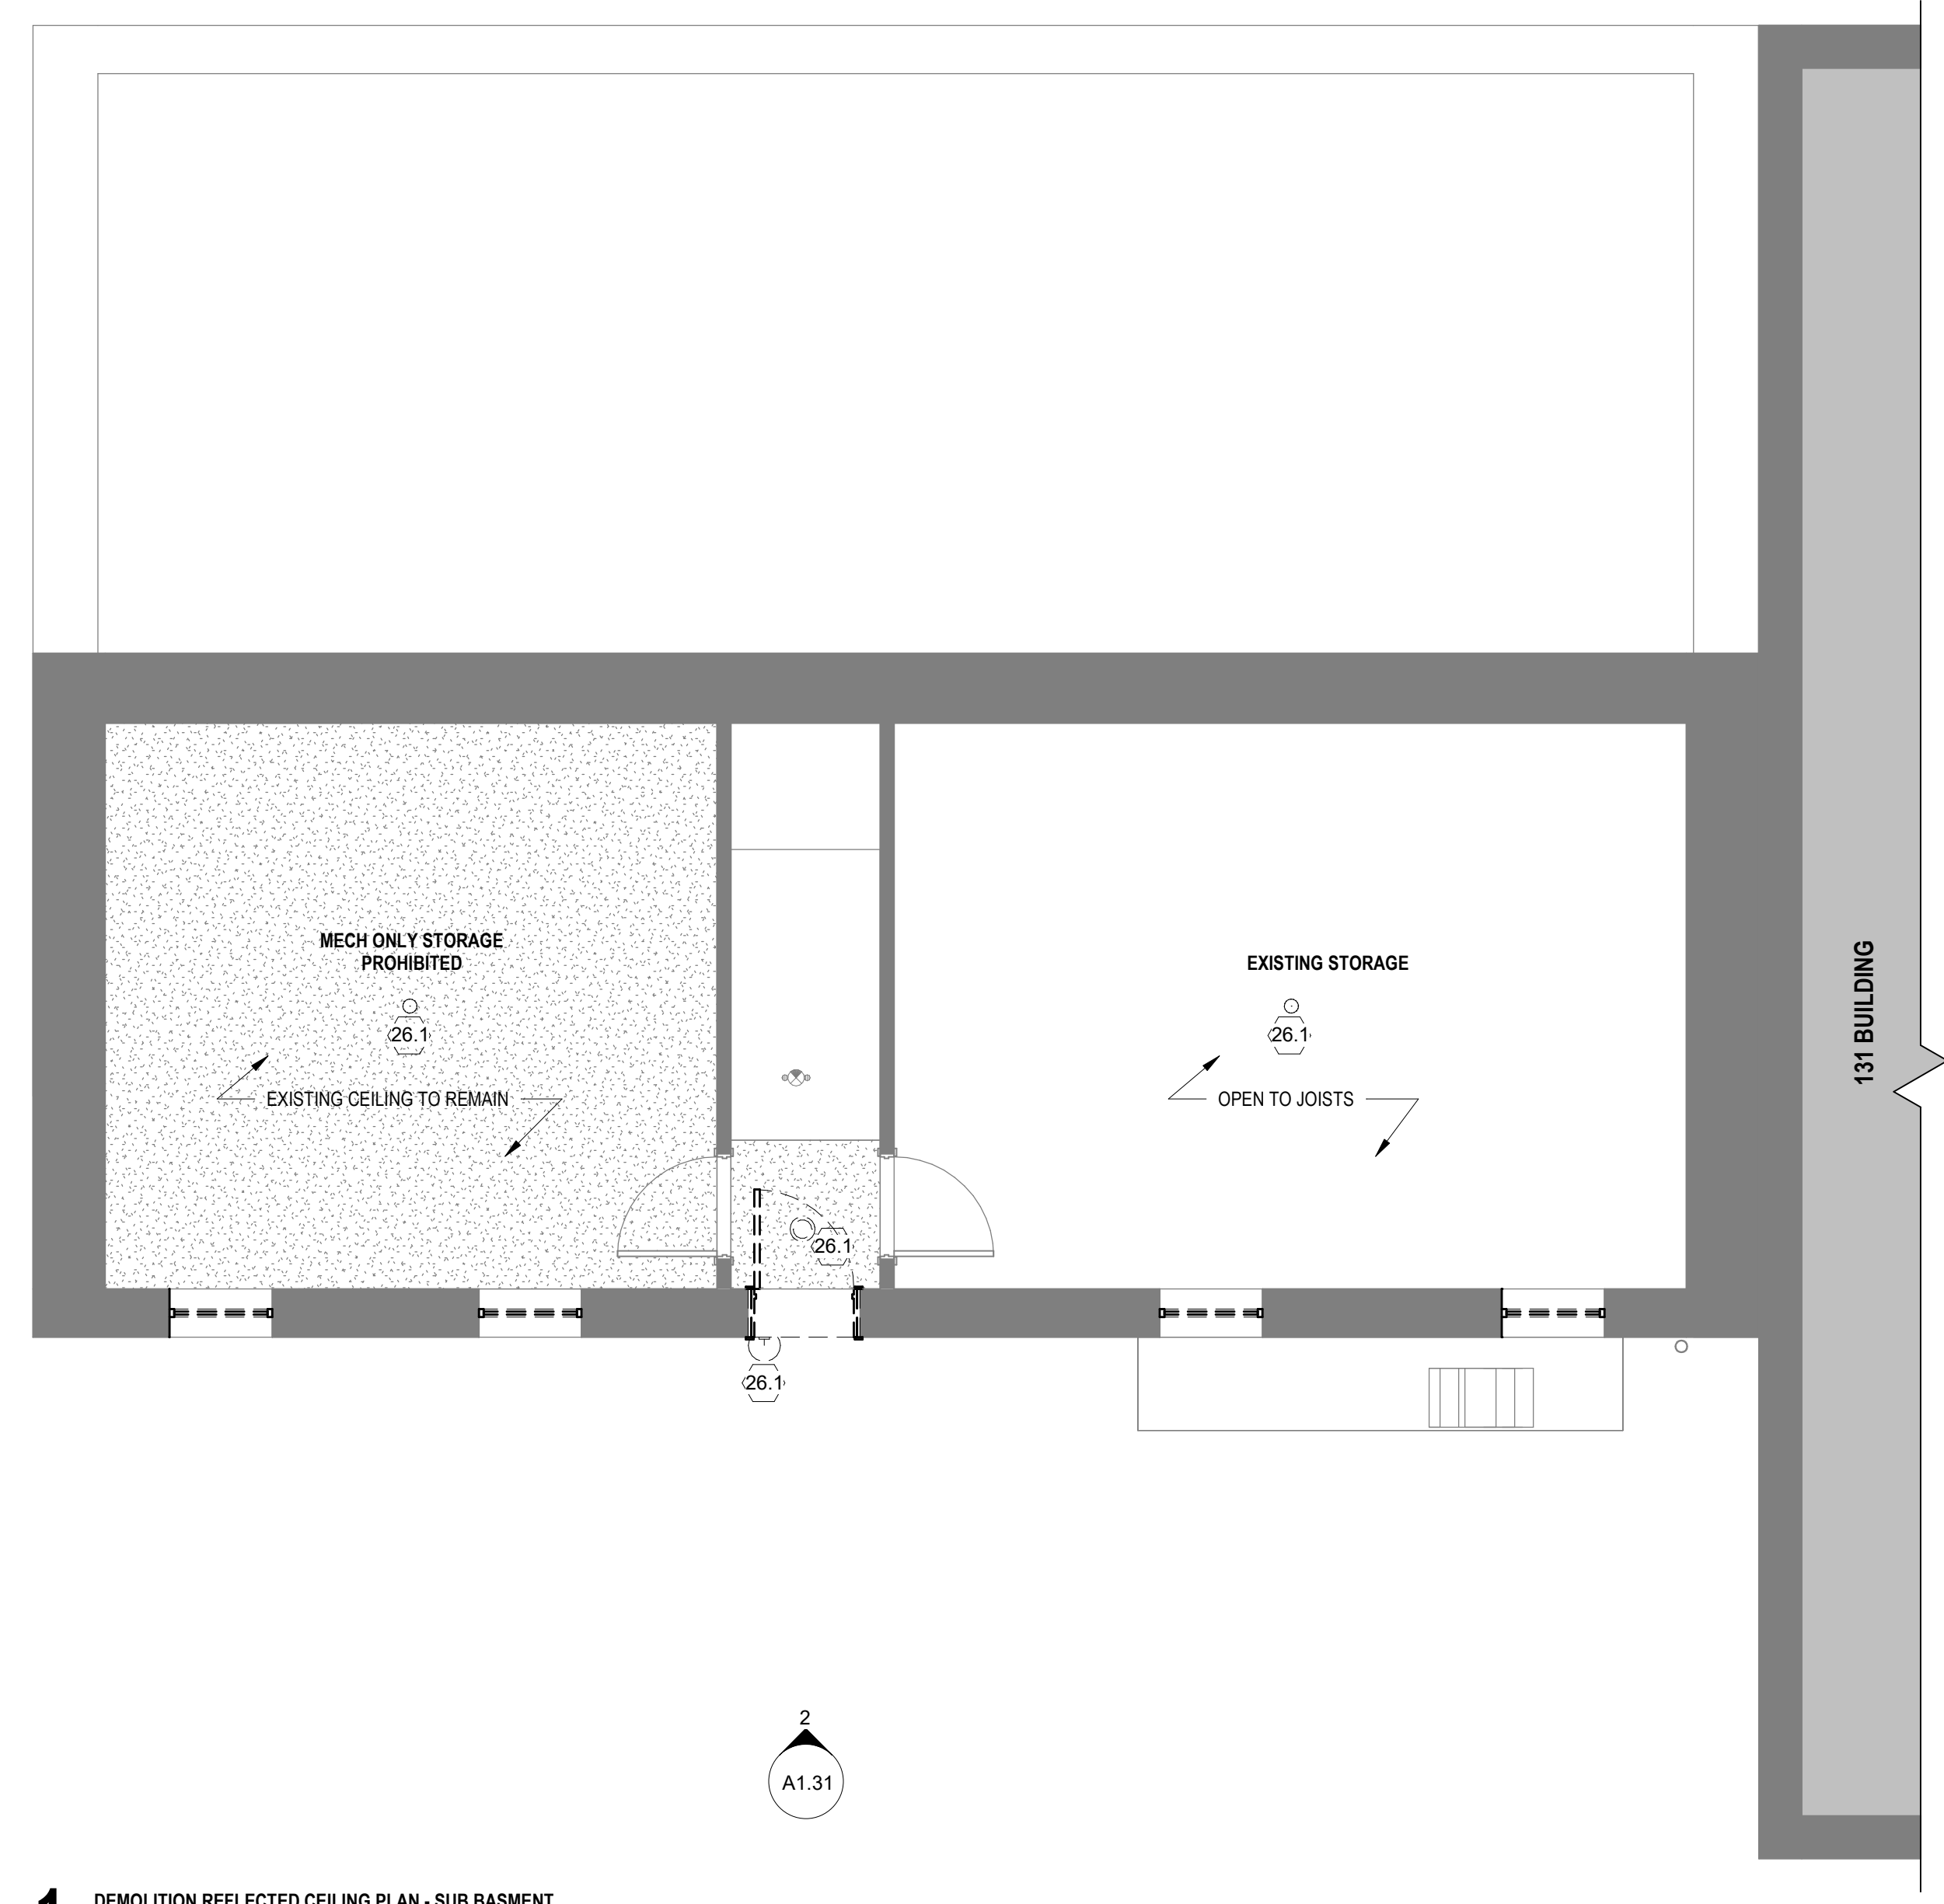 MECH ONLY STORAGE
PROHIBITED
26.1
EXISTING CEILING TO REMAIN
EXISTING STORAGE
26.1
OPEN TO JOISTS
131 BUILDING
26.1
26.1
2
A1.31
1 DEMOLITION REFLECTED CEILING PLAN - SUB BASMENT